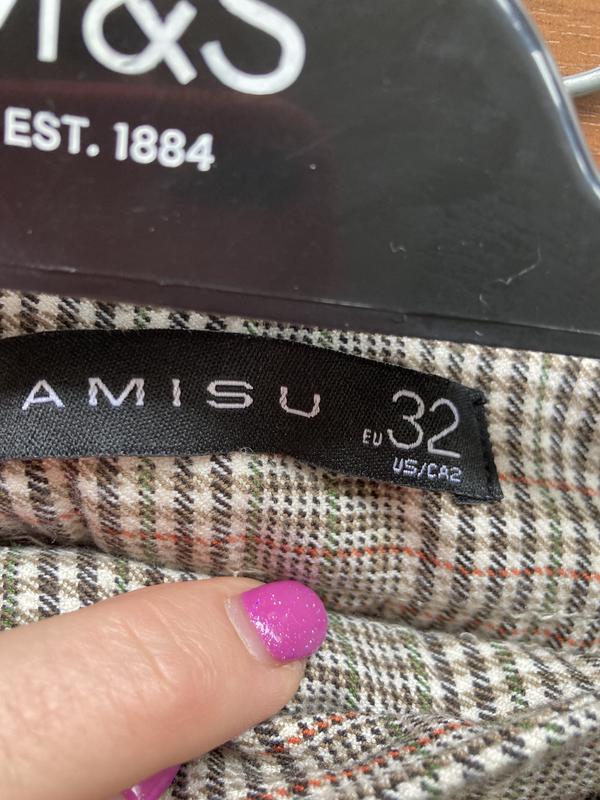 M&S
EST. 1884
AMISU EU 32
US/CA2